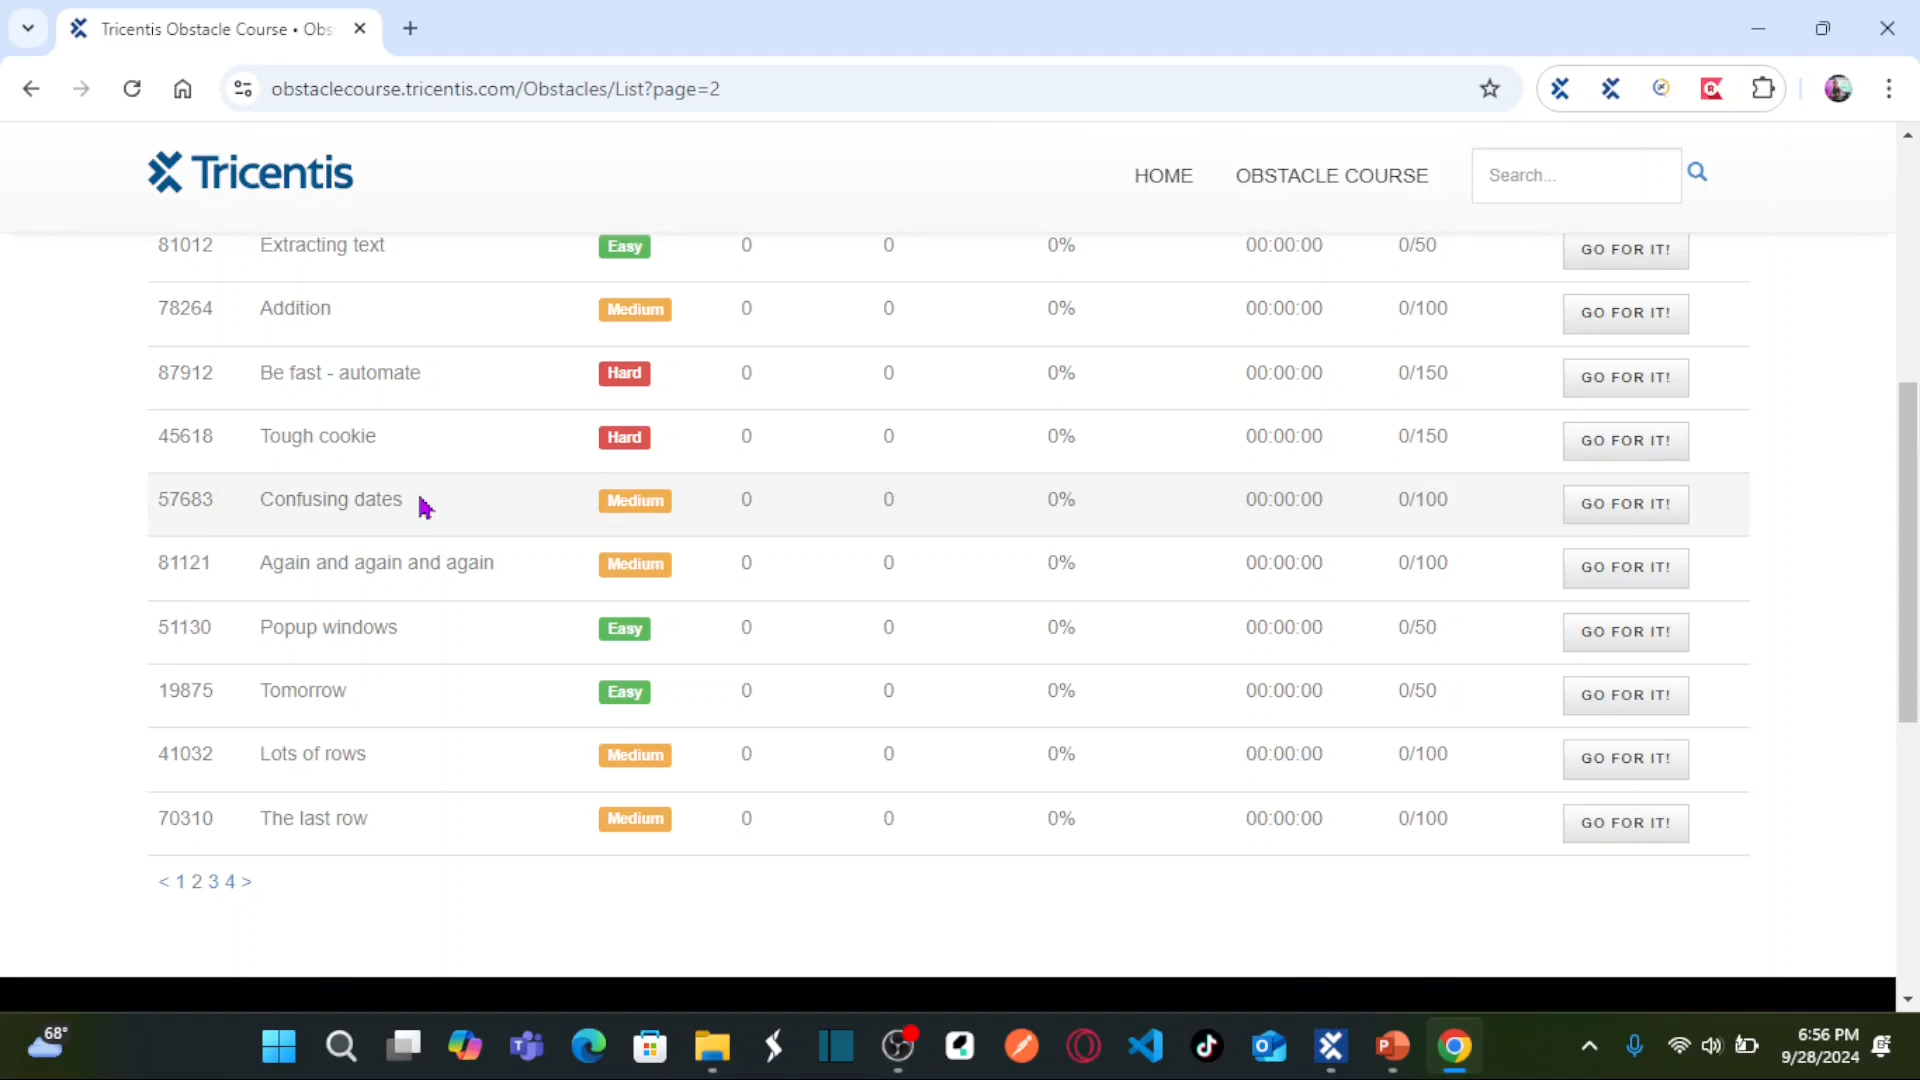 Tricentis Obstacle Course • Obs
obstaclecourse.tricentis.com/Obstacles/List?page=2
Tricentis
HOME
OBSTACLE COURSE
Search...
81012 Extracting text Easy 0 0 0% 00:00:00 0/50 GO FOR IT!
78264 Addition Medium 0 0 0% 00:00:00 0/100 GO FOR IT!
87912 Be fast - automate Hard 0 0 0% 00:00:00 0/150 GO FOR IT!
45618 Tough cookie Hard 0 0 0% 00:00:00 0/150 GO FOR IT!
57683 Confusing dates Medium 0 0 0% 00:00:00 0/100 GO FOR IT!
81121 Again and again and again Medium 0 0 0% 00:00:00 0/100 GO FOR IT!
51130 Popup windows Easy 0 0 0% 00:00:00 0/50 GO FOR IT!
19875 Tomorrow Easy 0 0 0% 00:00:00 0/50 GO FOR IT!
41032 Lots of rows Medium 0 0 0% 00:00:00 0/100 GO FOR IT!
70310 The last row Medium 0 0 0% 00:00:00 0/100 GO FOR IT!
< 1 2 3 4 >
68°
6:56 PM
9/28/2024